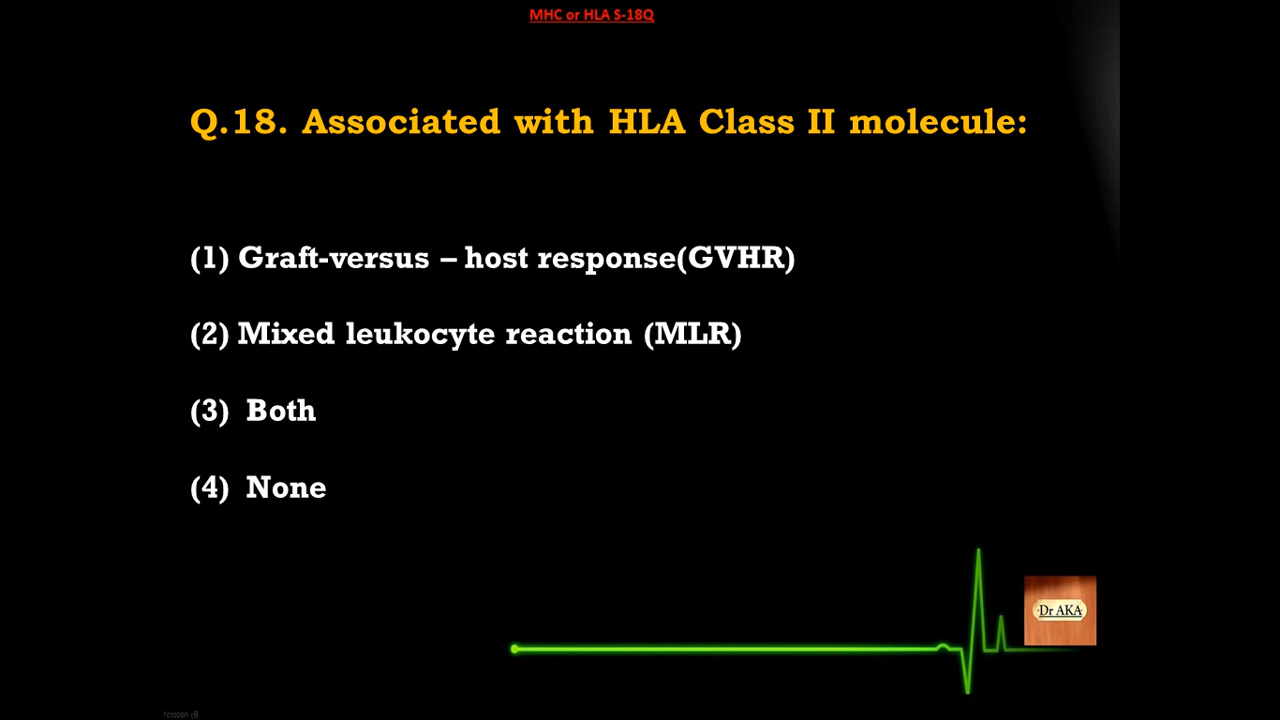 MHC or HLA S-18Q
Q.18. Associated with HLA Class II molecule:
(1) Graft-versus – host response(GVHR)
(2) Mixed leukocyte reaction (MLR)
(3) Both
(4) None
Dr AKA